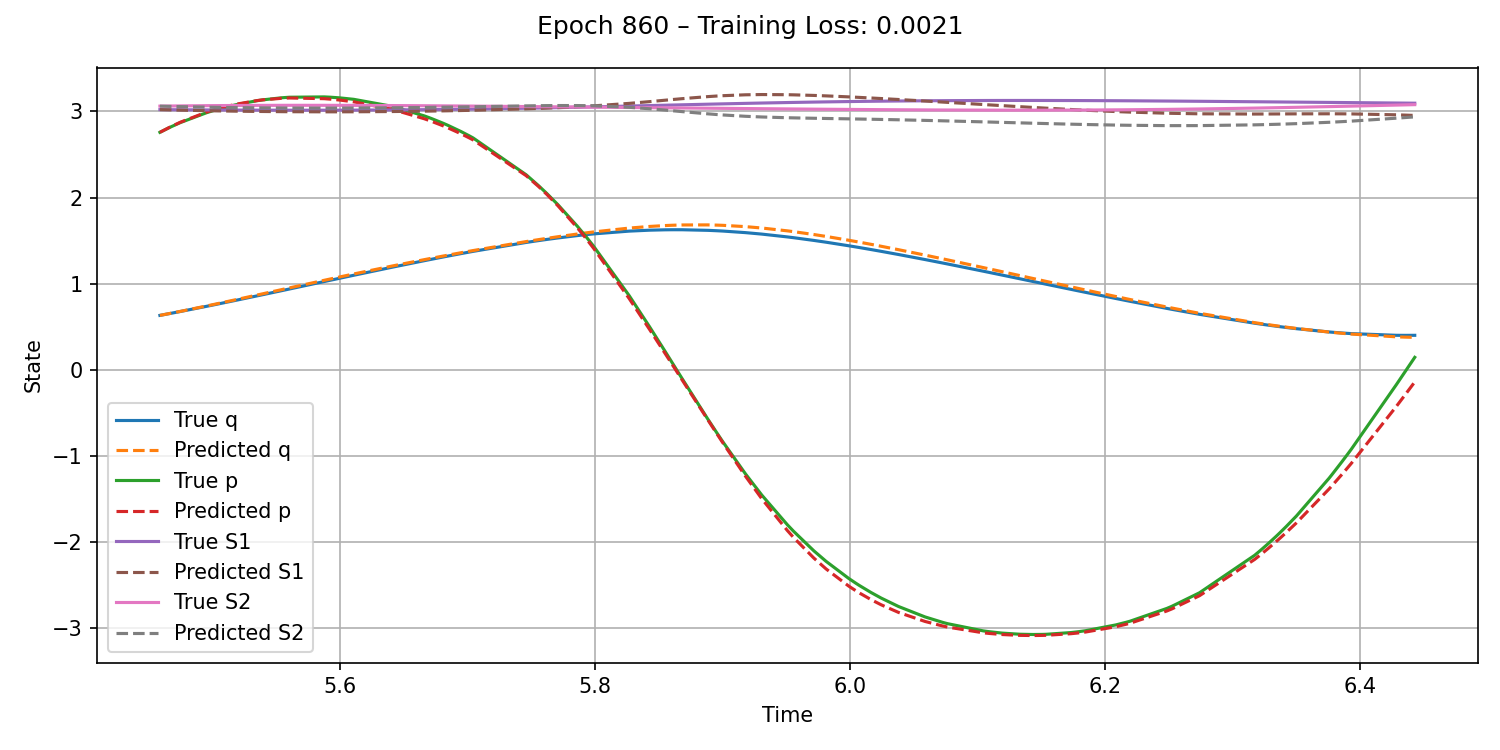 Epoch 860 – Training Loss: 0.0021
3
2
1
0
−1
−2
−3
State
True q
Predicted q
True p
Predicted p
True S1
Predicted S1
True S2
Predicted S2
5.6 5.8 6.0 6.2 6.4
Time